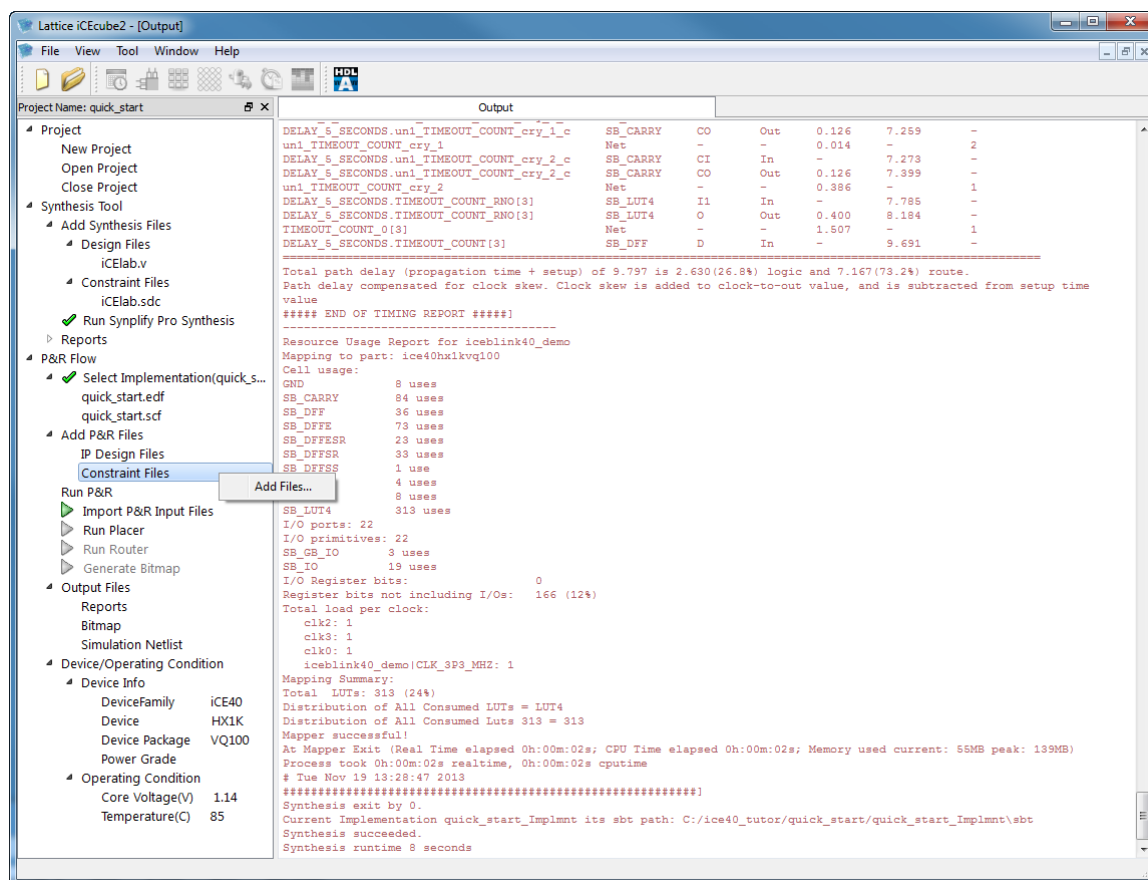 Lattice iCEcube2 - [Output]
File View Tool Window Help
HDL
A
Project Name: quick_start
Project
New Project
Open Project
Close Project
Synthesis Tool
Add Synthesis Files
Design Files
iCElab.v
Constraint Files
iCElab.sdc
Run Synplify Pro Synthesis
Reports
P&R Flow
Select Implementation(quick_s...
quick_start.edf
quick_start.scf
Add P&R Files
IP Design Files
Constraint Files
Add Files...
Run P&R
Import P&R Input Files
Run Placer
Run Router
Generate Bitmap
Output Files
Reports
Bitmap
Simulation Netlist
Device/Operating Condition
Device Info
DeviceFamily iCE40
Device HX1K
Device Package VQ100
Power Grade
Operating Condition
Core Voltage(V) 1.14
Temperature(C) 85
Output
DELAY_5_SECONDS.un1_TIMEOUT_COUNT_cry_1_c SB_CARRY CO Out 0.126 7.259 -
un1_TIMEOUT_COUNT_cry_1 Net - - 0.014 - 2
DELAY_5_SECONDS.un1_TIMEOUT_COUNT_cry_2_c SB_CARRY CI In - 7.273 -
DELAY_5_SECONDS.un1_TIMEOUT_COUNT_cry_2_c SB_CARRY CO Out 0.126 7.399 -
un1_TIMEOUT_COUNT_cry_2 Net - - 0.386 - 1
DELAY_5_SECONDS.TIMEOUT_COUNT_RNO[3] SB_LUT4 I1 In - 7.785 -
DELAY_5_SECONDS.TIMEOUT_COUNT_RNO[3] SB_LUT4 O Out 0.400 8.184 -
TIMEOUT_COUNT_0[3] Net - - 1.507 - 1
DELAY_5_SECONDS.TIMEOUT_COUNT[3] SB_DFF D In - 9.691 -
=====================================================================================================
Total path delay (propagation time + setup) of 9.797 is 2.630(26.8%) logic and 7.167(73.2%) route.
Path delay compensated for clock skew. Clock skew is added to clock-to-out value, and is subtracted from setup time
value
##### END OF TIMING REPORT #####]
------------------------------------
Resource Usage Report for iceblink40_demo
Mapping to part: ice40hx1kvq100
Cell usage:
GND 8 uses
SB_CARRY 84 uses
SB_DFF 36 uses
SB_DFFE 73 uses
SB_DFFESR 23 uses
SB_DFFSR 33 uses
SB_DFFSS 1 use
4 uses
8 uses
SB_LUT4 313 uses
I/O ports: 22
I/O primitives: 22
SB_GB_IO 3 uses
SB_IO 19 uses
I/O Register bits: 0
Register bits not including I/Os: 166 (12%)
Total load per clock:
clk2: 1
clk3: 1
clk0: 1
iceblink40_demo|CLK_3P3_MHZ: 1
Mapping Summary:
Total LUTs: 313 (24%)
Distribution of All Consumed LUTs = LUT4
Distribution of All Consumed Luts 313 = 313
Mapper successful!
At Mapper Exit (Real Time elapsed 0h:00m:02s; CPU Time elapsed 0h:00m:02s; Memory used current: 55MB peak: 139MB)
Process took 0h:00m:02s realtime, 0h:00m:02s cputime
# Tue Nov 19 13:28:47 2013
###########################################################]
Synthesis exit by 0.
Current Implementation quick_start_Implmnt its sbt path: C:/ice40_tutor/quick_start/quick_start_Implmnt\sbt
Synthesis succeeded.
Synthesis runtime 8 seconds